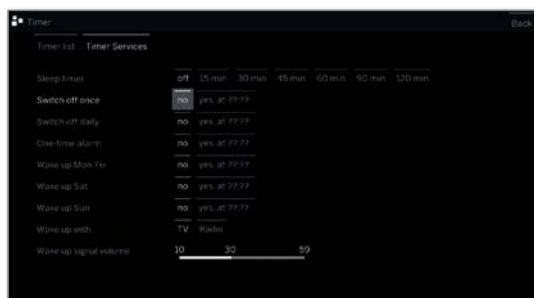 Timer Back
Timer list Timer Services
Sleep timer off 15 min 30 min 45 min 60 min 90 min 120 min
Switch off once no yes, at ??:??
Switch off daily no yes, at ??:??
One-time alarm no yes, at ??:??
Wake up Mon-Fri no yes, at ??:??
Wake up Sat no yes, at ??:??
Wake up Sun no yes, at ??:??
Wake up with TV Radio
Wake up signal volume 10 30 59